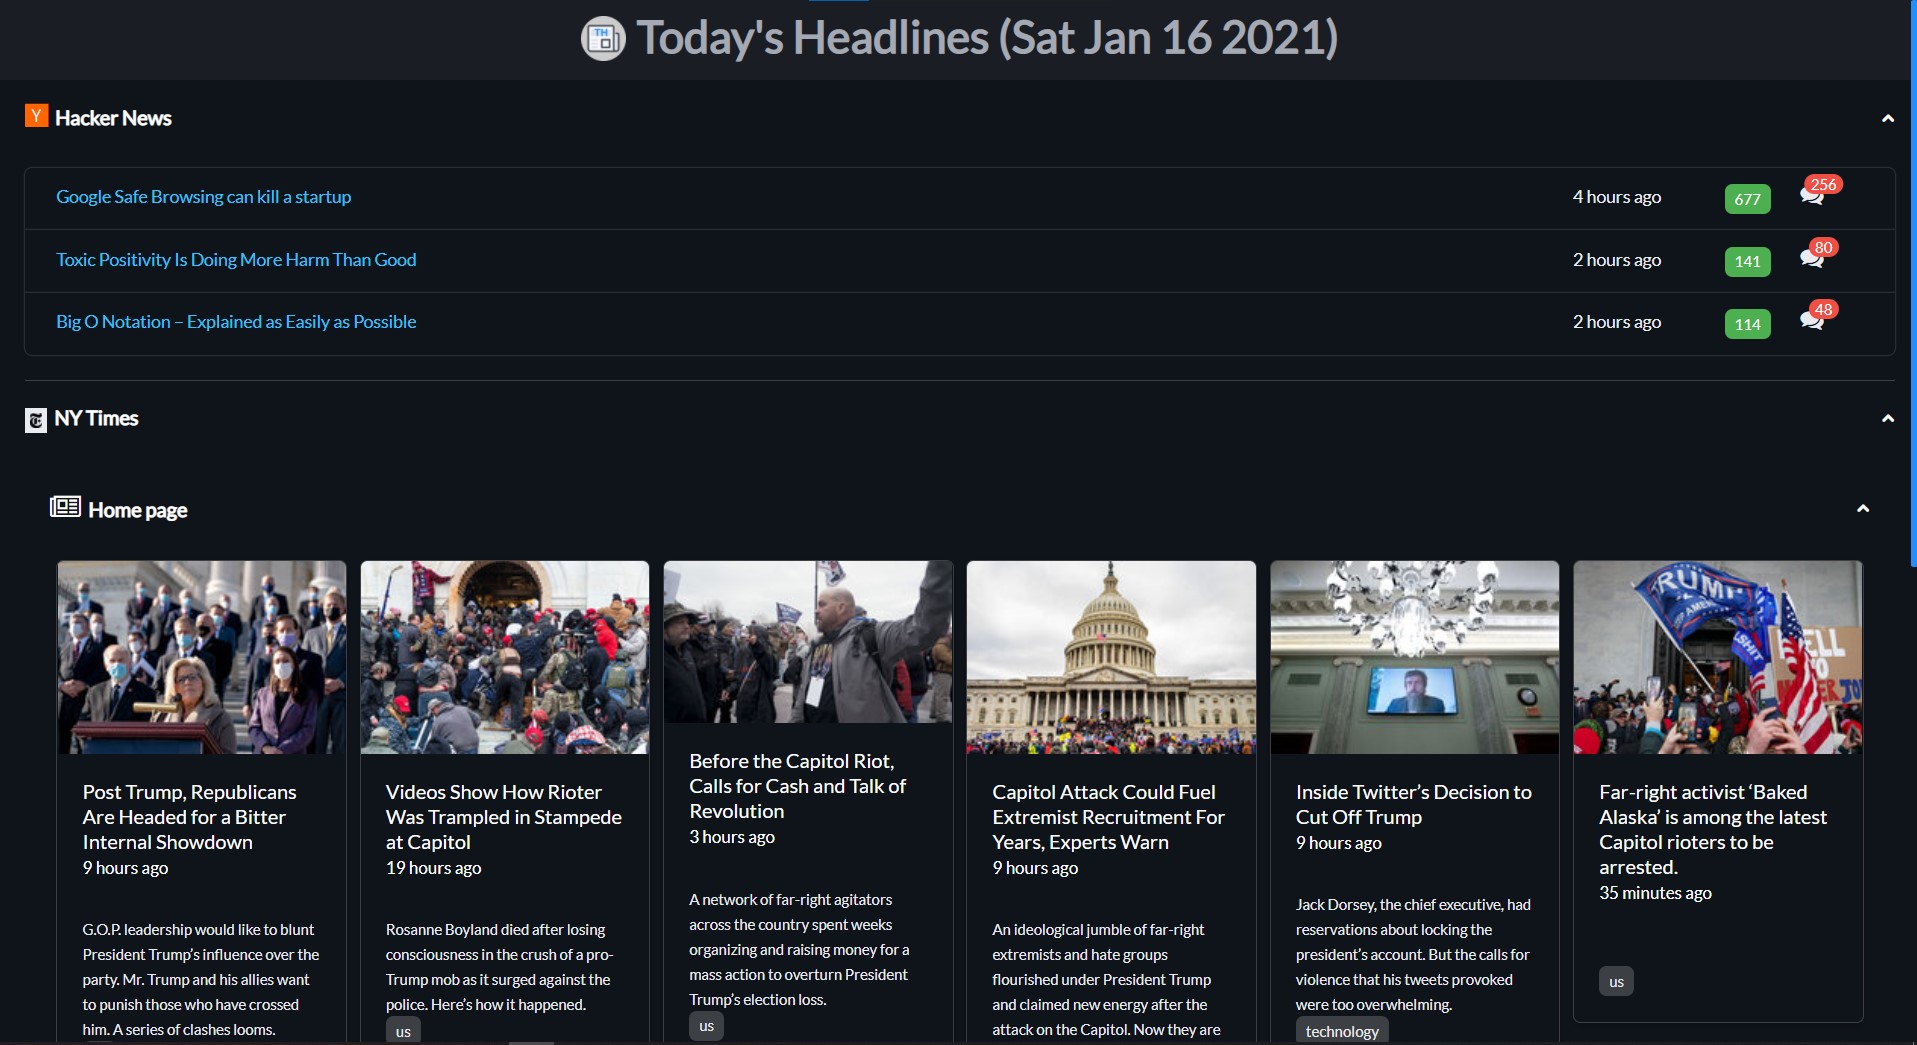 TH Today's Headlines (Sat Jan 16 2021)
Y Hacker News
Google Safe Browsing can kill a startup 4 hours ago 677 256
Toxic Positivity Is Doing More Harm Than Good 2 hours ago 141 80
Big O Notation – Explained as Easily as Possible 2 hours ago 114 48
T NY Times
Home page
Post Trump, Republicans
Are Headed for a Bitter
Internal Showdown
9 hours ago
G.O.P. leadership would like to blunt
President Trump's influence over the
party. Mr. Trump and his allies want
to punish those who have crossed
him. A series of clashes looms.
Videos Show How Rioter
Was Trampled in Stampede
at Capitol
19 hours ago
Rosanne Boyland died after losing
consciousness in the crush of a pro-
Trump mob as it surged against the
police. Here’s how it happened.
us
Before the Capitol Riot,
Calls for Cash and Talk of
Revolution
3 hours ago
A network of far-right agitators
across the country spent weeks
organizing and raising money for a
mass action to overturn President
Trump’s election loss.
us
Capitol Attack Could Fuel
Extremist Recruitment For
Years, Experts Warn
9 hours ago
An ideological jumble of far-right
extremists and hate groups
flourished under President Trump
and claimed new energy after the
attack on the Capitol. Now they are
Inside Twitter’s Decision to
Cut Off Trump
9 hours ago
Jack Dorsey, the chief executive, had
reservations about locking the
president’s account. But the calls for
violence that his tweets provoked
were too overwhelming.
technology
RUMP
Far-right activist ‘Baked
Alaska’ is among the latest
Capitol rioters to be
arrested.
35 minutes ago
us